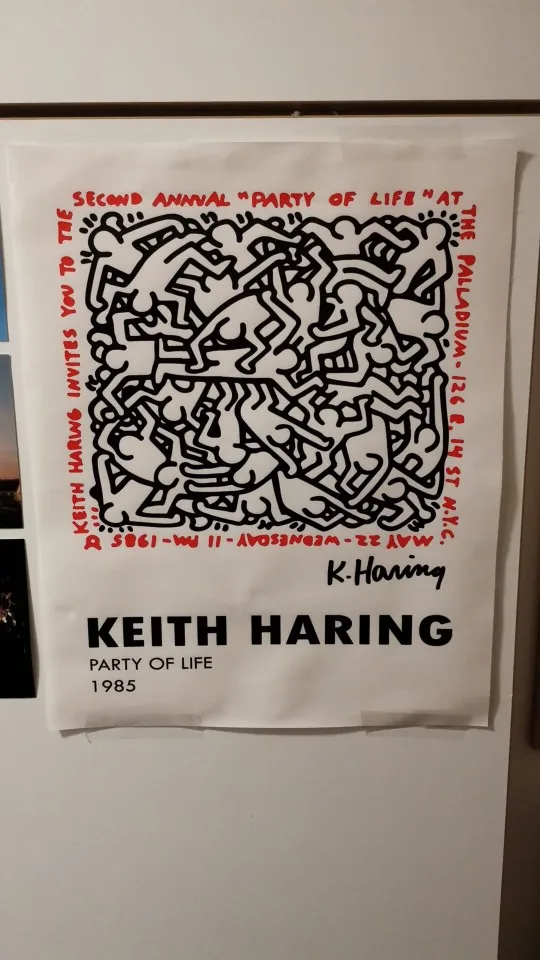 KEITH HARING INVITES YOU TO THE
SECOND ANNUAL "PARTY OF LIFE" AT
THE PALLADIUM - 126 E. 14 ST N.Y.C.
MAY 22 - WEDNESDAY - 11 PM - 1985
K. Haring
KEITH HARING
PARTY OF LIFE
1985